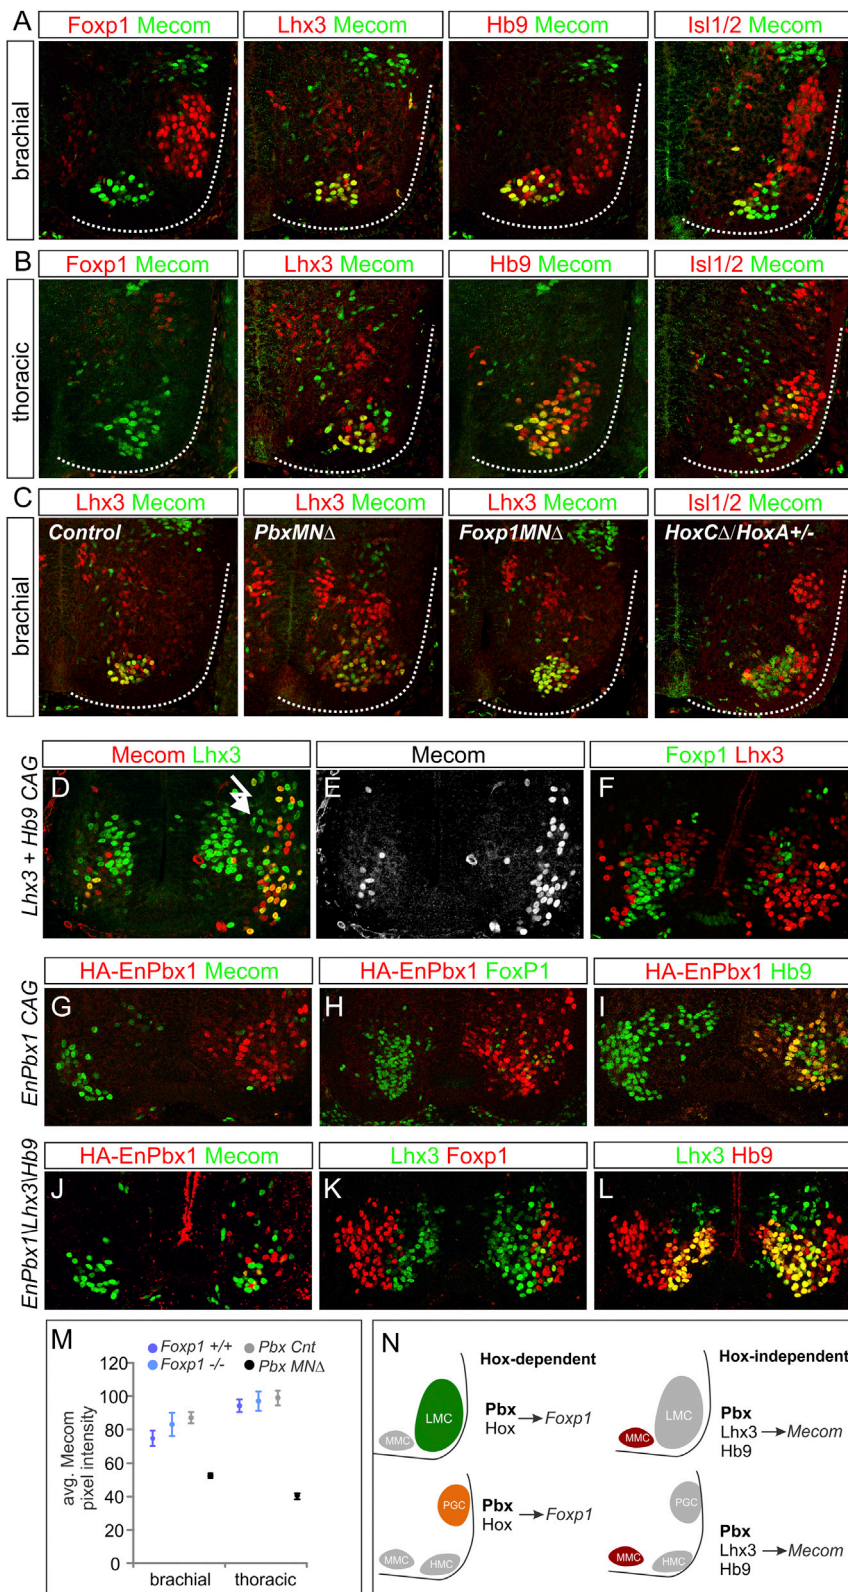 A
Foxp1 Mecom
Lhx3 Mecom
Hb9 Mecom
Isl1/2 Mecom
brachial
B
Foxp1 Mecom
Lhx3 Mecom
Hb9 Mecom
Isl1/2 Mecom
thoracic
C
Lhx3 Mecom
Lhx3 Mecom
Lhx3 Mecom
Isl1/2 Mecom
Control
PbxMNΔ
Foxp1MNΔ
HoxCΔ/HoxA+/-
brachial
Mecom Lhx3
Mecom
Foxp1 Lhx3
D
E
F
Lhx3 + Hb9 CAG
HA-EnPbx1 Mecom
HA-EnPbx1 FoxP1
HA-EnPbx1 Hb9
G
H
I
EnPbx1 CAG
HA-EnPbx1 Mecom
Lhx3 Foxp1
Lhx3 Hb9
J
K
L
EnPbx1\Lhx3\Hb9
M
Foxp1 +/+
Pbx Cnt
Foxp1 -/-
Pbx MNΔ
120
100
80
60
40
20
0
avg. Mecom
pixel intensity
brachial
thoracic
N
Hox-dependent
Hox-independent
LMC
MMC
Pbx
Hox
Foxp1
LMC
MMC
Pbx
Lhx3
Hb9
Mecom
PGC
MMC
HMC
Pbx
Hox
Foxp1
PGC
MMC
HMC
Pbx
Lhx3
Hb9
Mecom